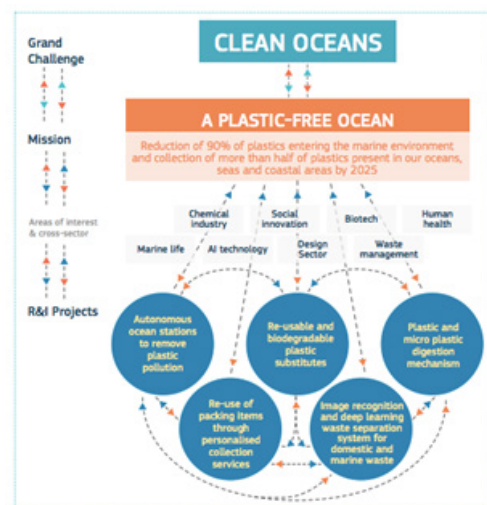 Grand
Challenge
CLEAN OCEANS
Mission
A PLASTIC-FREE OCEAN
Reduction of 90% of plastics entering the marine environment
and collection of more than half of plastics present in our oceans,
seas and coastal areas by 2025
Areas of interest
& cross-sector
Chemical
industry
Social
innovation
Biotech
Human
health
Marine life
AI technology
Design
Sector
Waste
management
R&I Projects
Autonomous
ocean stations
to remove
plastic
pollution
Re-usable and
biodegradable
plastic
substitutes
Plastic and
micro plastic
digestion
mechanism
Re-use of
packing items
through
personalised
collection
services
Image recognition
and deep learning
waste separation
system for
domestic and
marine waste